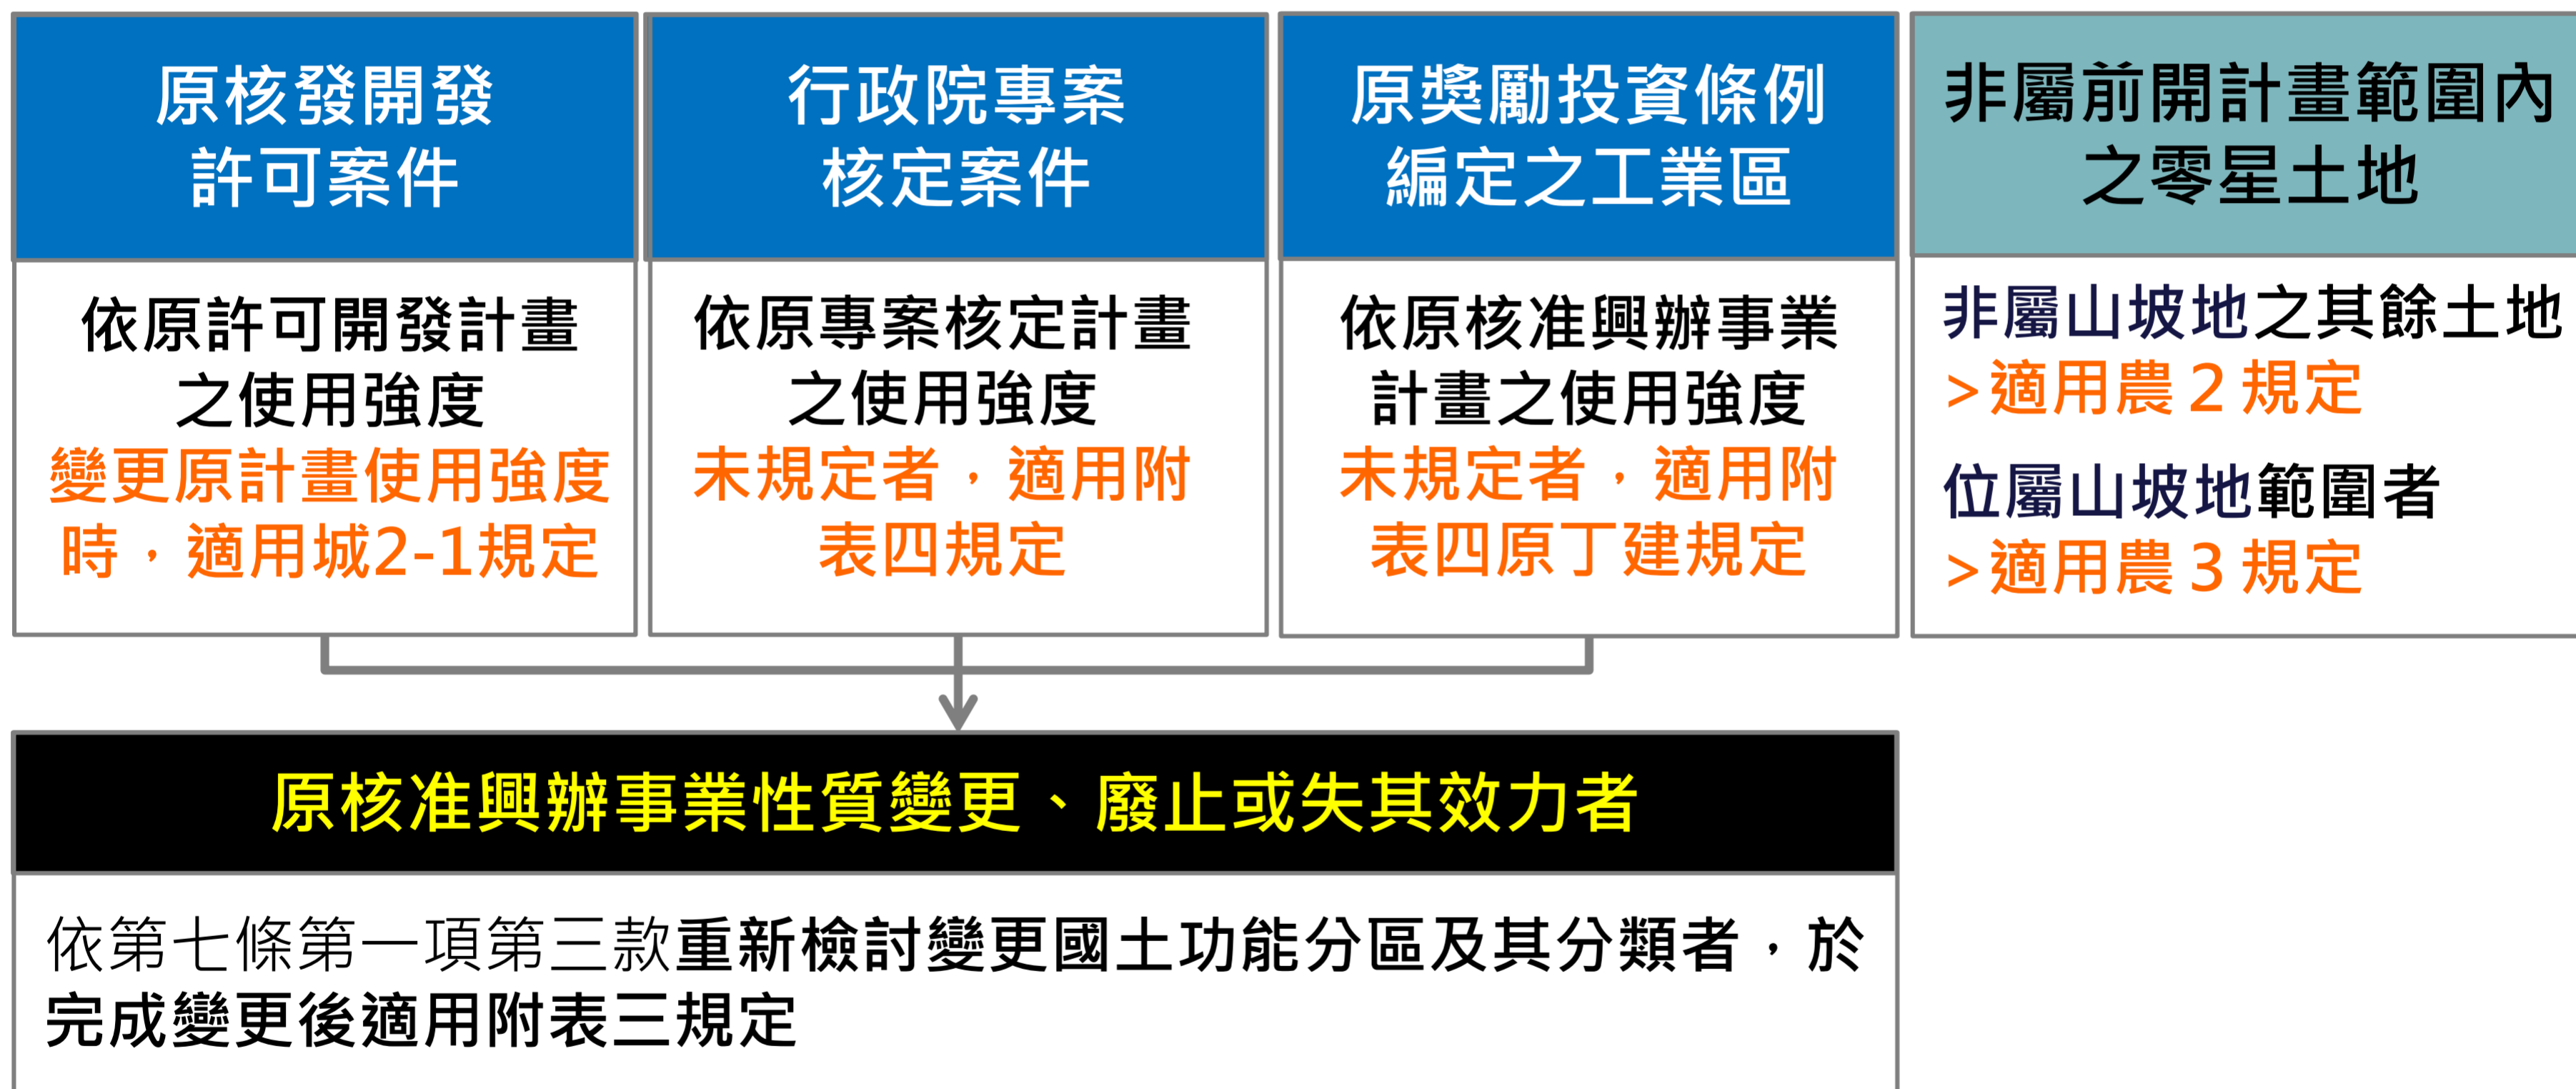 原核發開發
許可案件
依原許可開發計畫
之使用強度
變更原計畫使用強度
時，適用城2-1規定
行政院專案
核定案件
依原專案核定計畫
之使用強度
未規定者，適用附
表四規定
原獎勵投資條例
編定之工業區
依原核准興辦事業
計畫之使用強度
未規定者，適用附
表四原丁建規定
非屬前開計畫範圍內
之零星土地
非屬山坡地之其餘土地
>適用農2規定
位屬山坡地範圍者
>適用農3規定
原核准興辦事業性質變更、廢止或失其效力者
依第七條第一項第三款重新檢討變更國土功能分區及其分類者，於
完成變更後適用附表三規定